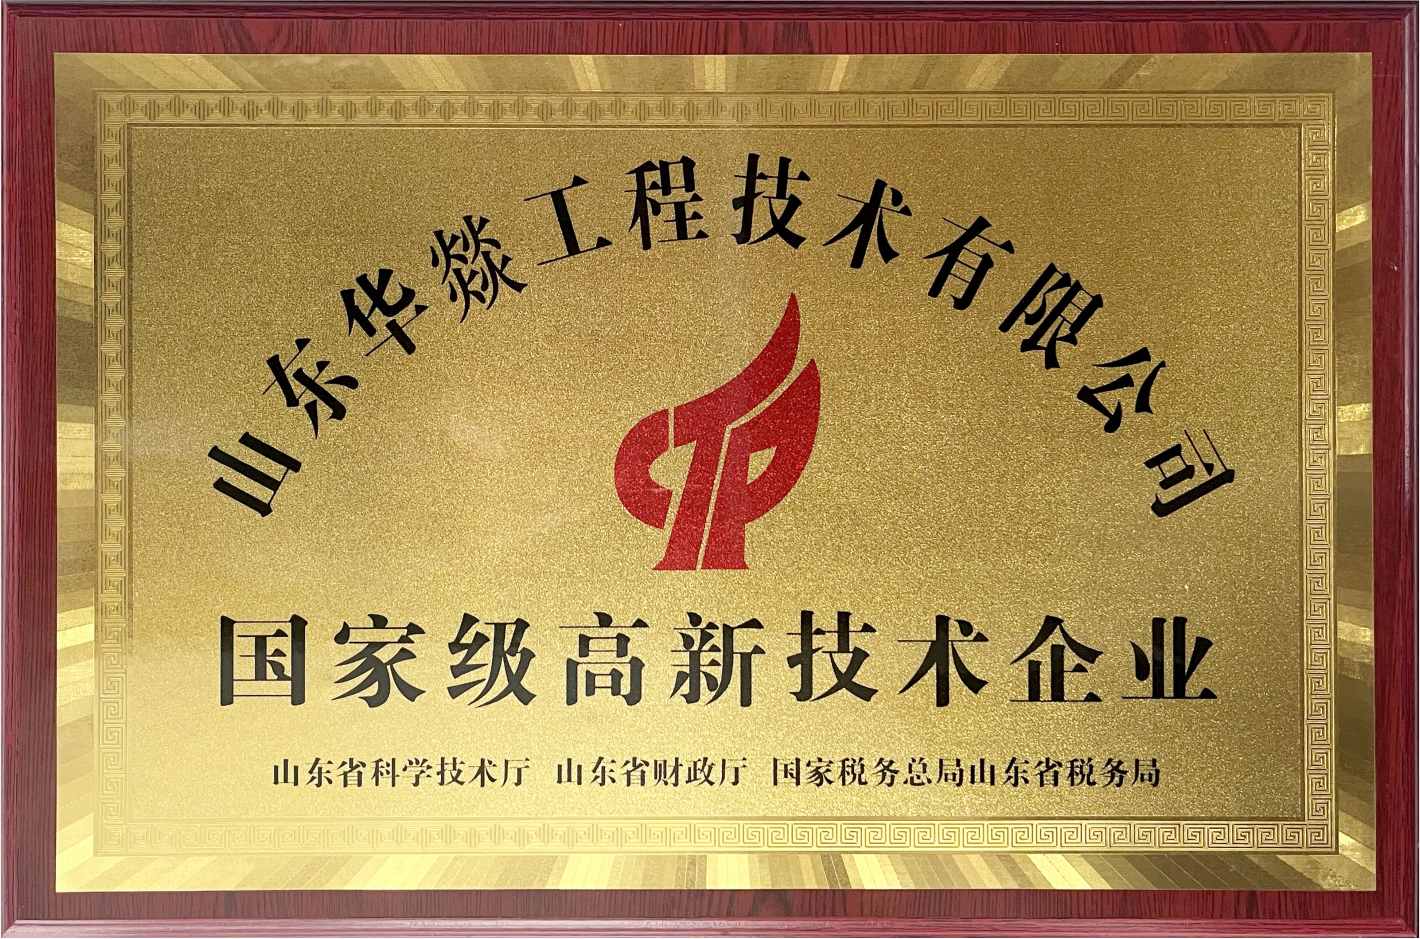 山东华燚工程技术有限公司
国家级高新技术企业
山东省科学技术厅 山东省财政厅 国家税务总局山东省税务局